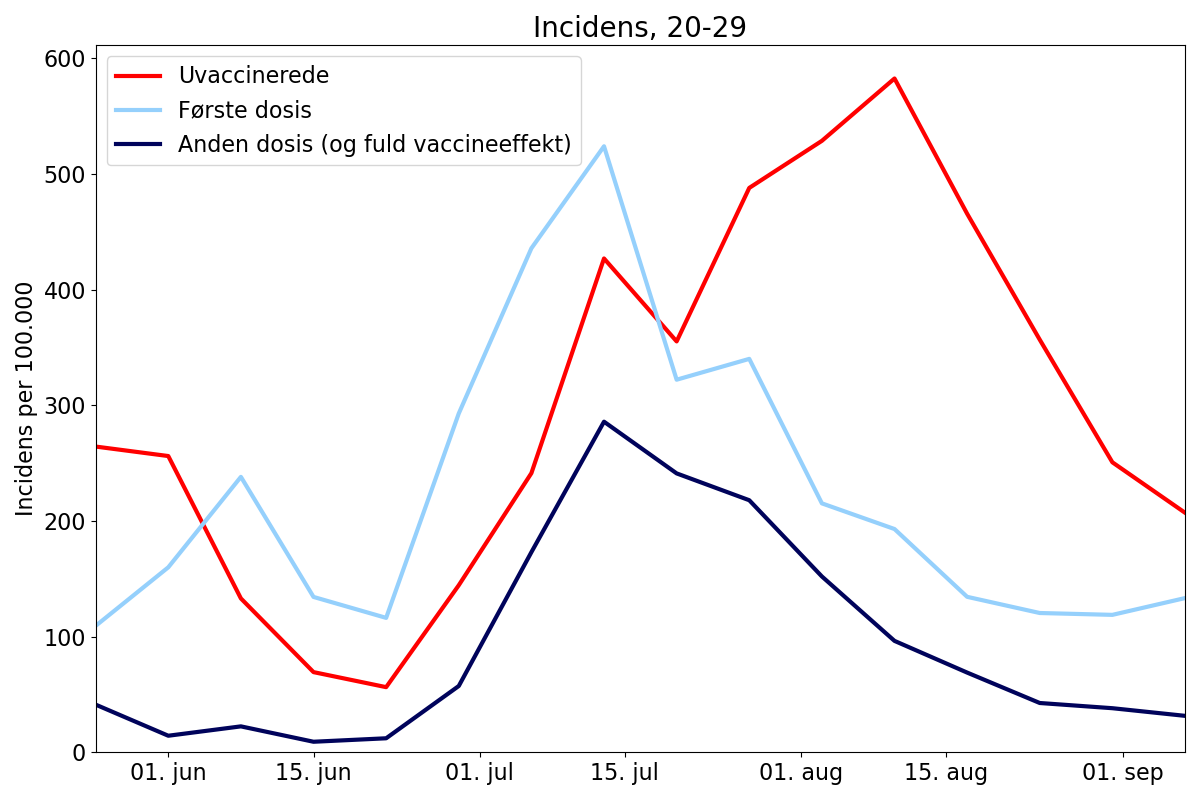 Incidens, 20-29
Uvaccinerede
Første dosis
Anden dosis (og fuld vaccineeffekt)
Incidens per 100.000
600
500
400
300
200
100
0
01. jun
15. jun
01. jul
15. jul
01. aug
15. aug
01. sep